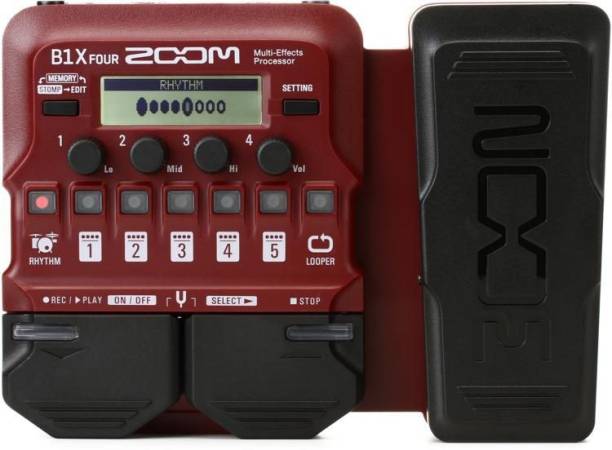 B1X FOUR ZOOM Multi-Effects
Processor
MEMORY
STOMP → EDIT
RHYTHM
SETTING
1 2 3 4
Lo Mid Hi Vol
1 2 3 4 5
RHYTHM LOOPER
● REC / ▶ PLAY ON / OFF SELECT ▶ ■ STOP
ZOOM